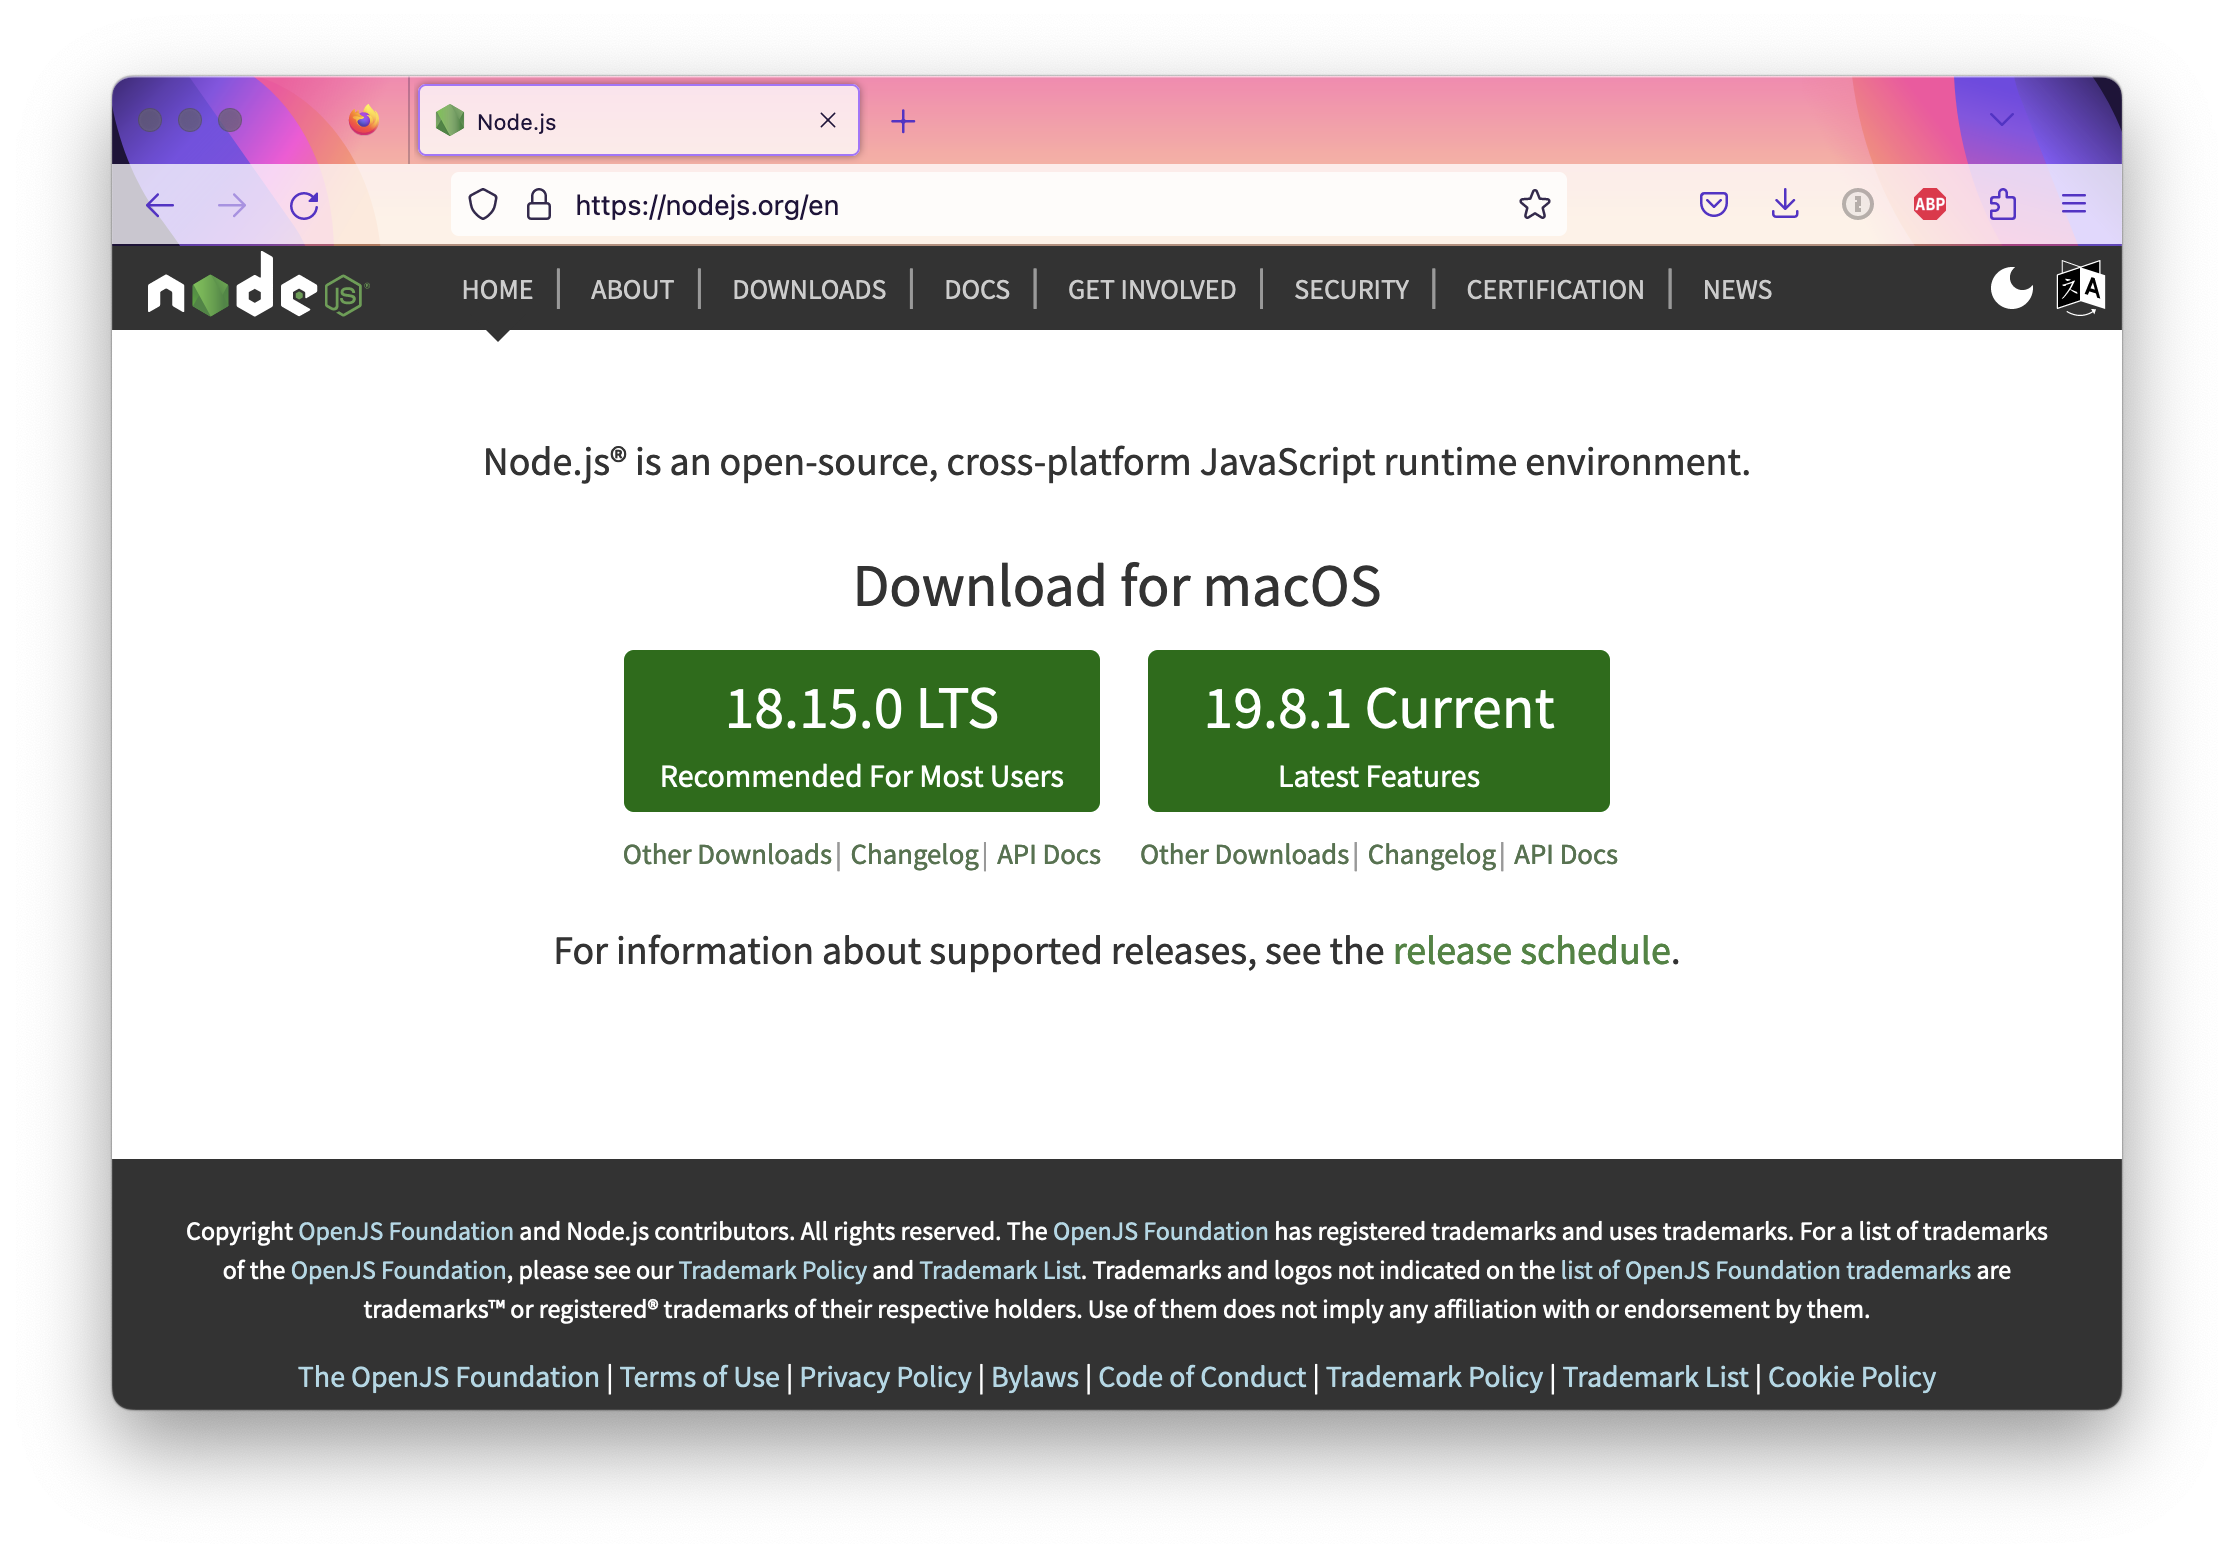 Node.js
https://nodejs.org/en
ABP
node JS®
HOME | ABOUT | DOWNLOADS | DOCS | GET INVOLVED | SECURITY | CERTIFICATION | NEWS
A
Node.js® is an open-source, cross-platform JavaScript runtime environment.
Download for macOS
18.15.0 LTS
Recommended For Most Users
19.8.1 Current
Latest Features
Other Downloads | Changelog | API Docs
Other Downloads | Changelog | API Docs
For information about supported releases, see the release schedule.
Copyright OpenJS Foundation and Node.js contributors. All rights reserved. The OpenJS Foundation has registered trademarks and uses trademarks. For a list of trademarks
of the OpenJS Foundation, please see our Trademark Policy and Trademark List. Trademarks and logos not indicated on the list of OpenJS Foundation trademarks are
trademarks™ or registered® trademarks of their respective holders. Use of them does not imply any affiliation with or endorsement by them.
The OpenJS Foundation | Terms of Use | Privacy Policy | Bylaws | Code of Conduct | Trademark Policy | Trademark List | Cookie Policy